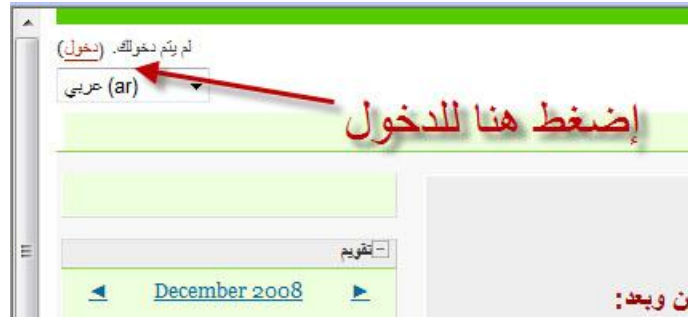 لم يتم دخولك. (دخول)
عربي (ar)
إضغط هنا للدخول
تقويم
◄ December 2008 ►
ن وبعد: